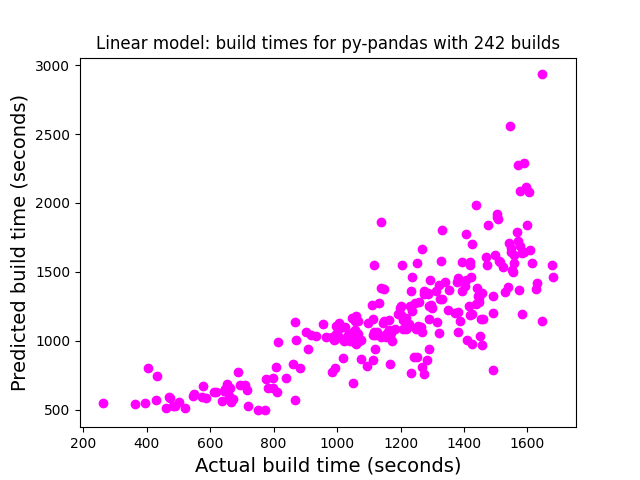 Linear model: build times for py-pandas with 242 builds
Predicted build time (seconds)
3000
2500
2000
1500
1000
500
200 400 600 800 1000 1200 1400 1600
Actual build time (seconds)